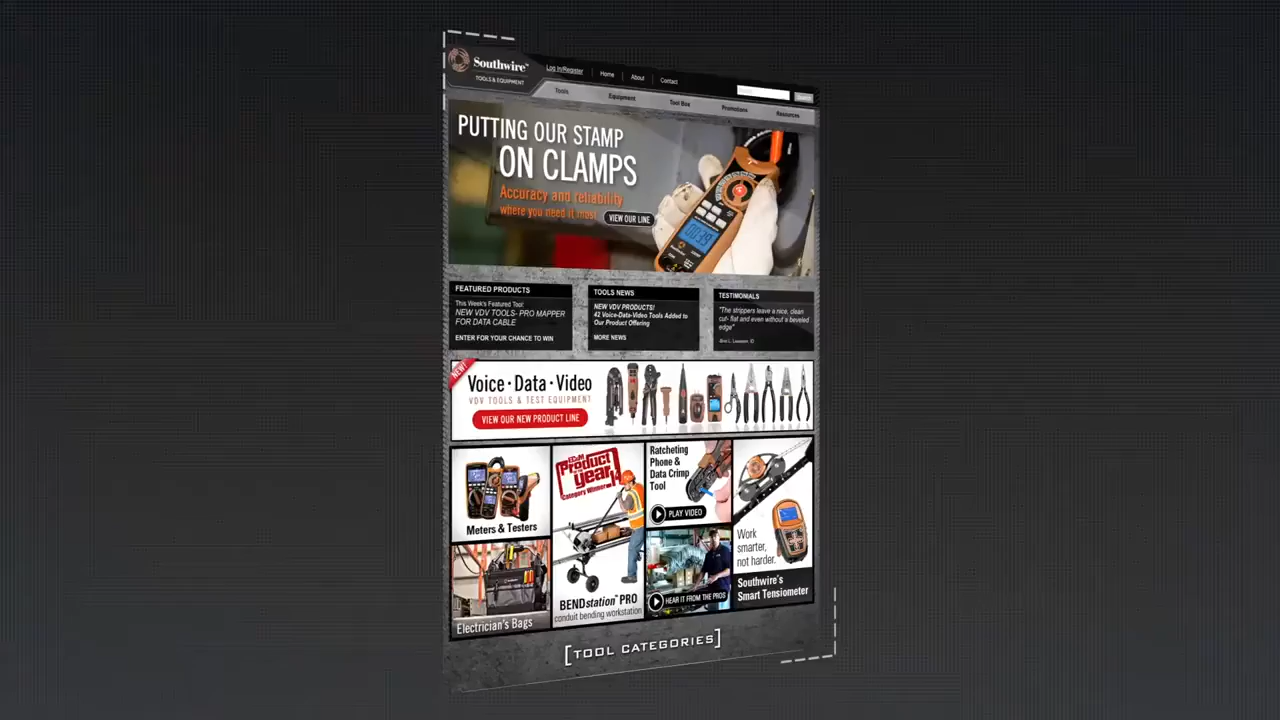 Southwire™
TOOLS & EQUIPMENT
Log In/Register
Home
About
Contact
Search
Tools
Equipment
Tool Box
Promotions
Resources
PUTTING OUR STAMP
ON CLAMPS
Accuracy and reliability
where you need it most.
VIEW OUR LINE
FEATURED PRODUCTS
This Week's Featured Tool:
NEW VDV TOOLS- PRO MAPPER
FOR DATA CABLE
ENTER FOR YOUR CHANCE TO WIN
TOOLS NEWS
NEW VDV PRODUCTS!
42 Voice-Data-Video Tools Added to
Our Product Offering
MORE NEWS
TESTIMONIALS
"The strippers leave a nice, clean
cut- flat and even without a beveled
edge"
NEW!
Voice · Data · Video
VDV TOOLS & TEST EQUIPMENT
VIEW OUR NEW PRODUCT LINE
Meters & Testers
Electrician's Bags
EC&M
Product
of the
year
Category Winner
BENDstation™ PRO
conduit bending workstation
Ratcheting
Phone &
Data Crimp
Tool
PLAY VIDEO
HEAR IT FROM THE PROS
Work
smarter,
not harder.
Southwire's
Smart Tensiometer
[TOOL CATEGORIES]